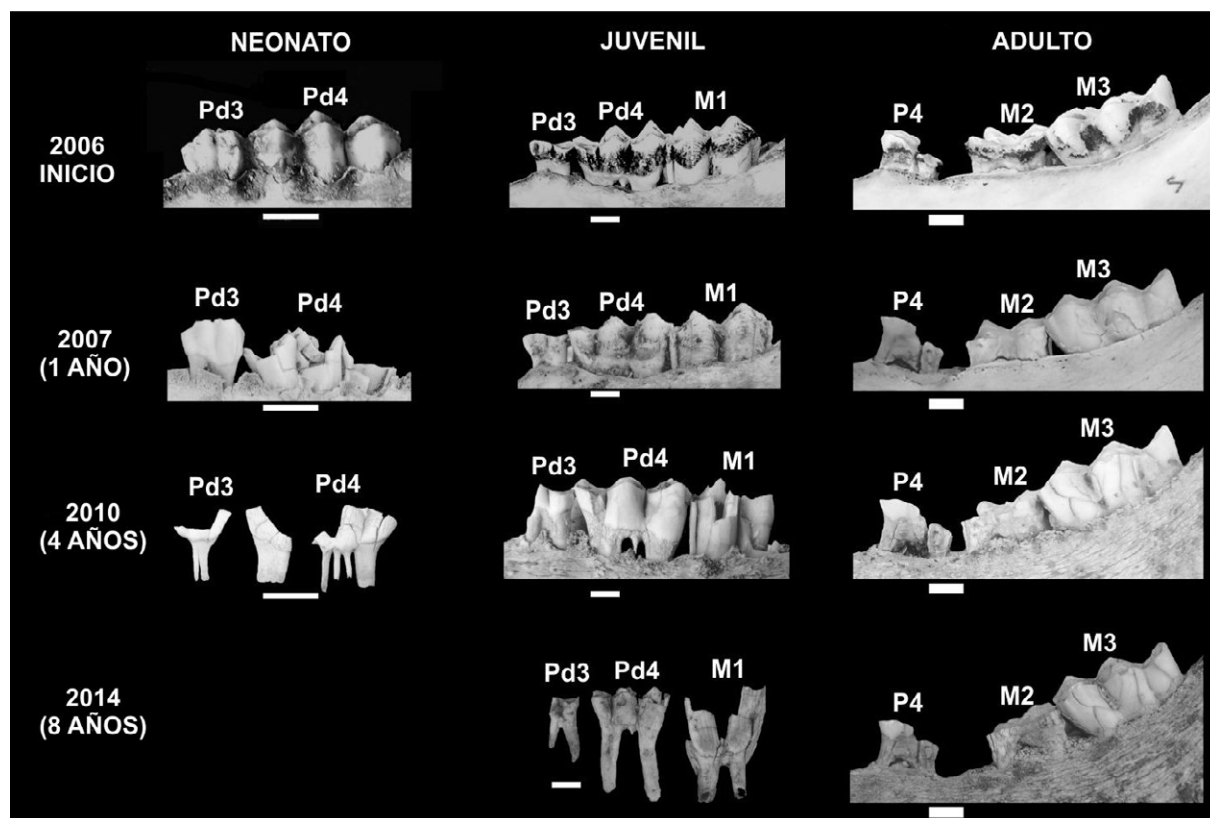 NEONATO JUVENIL ADULTO
2006
INICIO
Pd3 Pd4
Pd3 Pd4 M1
P4 M2 M3
2007
(1 AÑO)
Pd3 Pd4
Pd3 Pd4 M1
P4 M2 M3
2010
(4 AÑOS)
Pd3 Pd4
Pd3 Pd4 M1
P4 M2 M3
2014
(8 AÑOS)
Pd3 Pd4 M1
P4 M2 M3